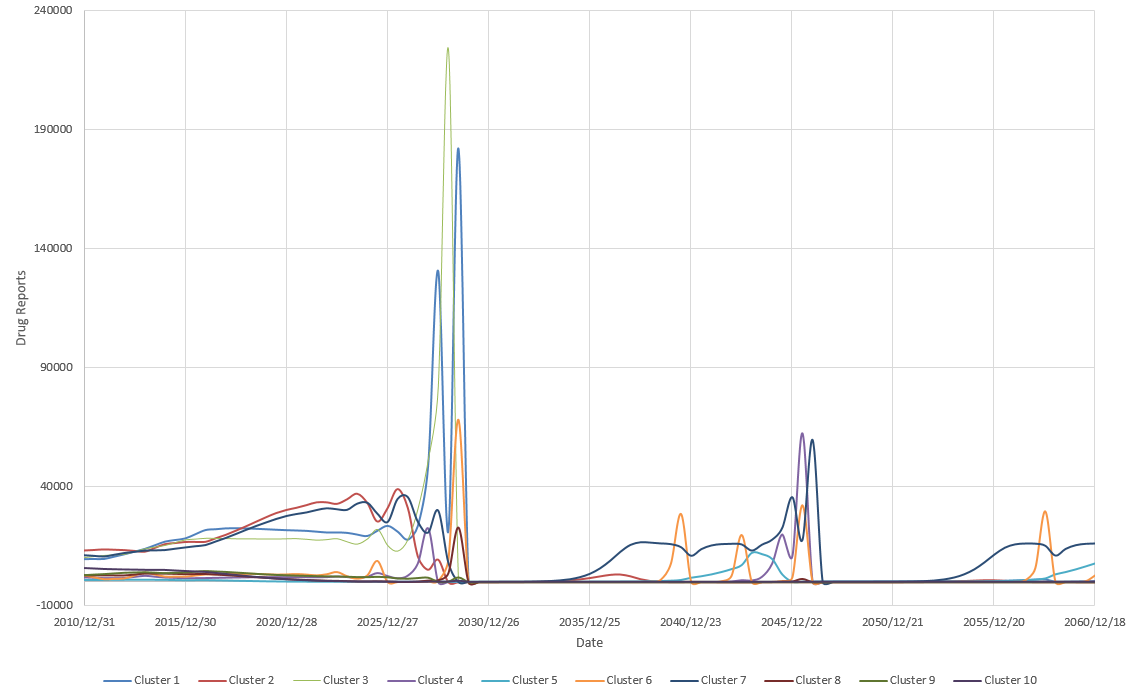 240000
190000
140000
90000
40000
-10000
Drug Reports
2010/12/31 2015/12/30 2020/12/28 2025/12/27 2030/12/26 2035/12/25 2040/12/23 2045/12/22 2050/12/21 2055/12/20 2060/12/18
Date
Cluster 1 Cluster 2 Cluster 3 Cluster 4 Cluster 5 Cluster 6 Cluster 7 Cluster 8 Cluster 9 Cluster 10